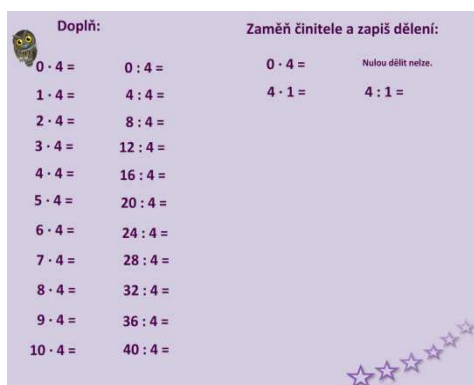 Doplň:
0 · 4 =
0 : 4 =
1 · 4 =
4 : 4 =
2 · 4 =
8 : 4 =
3 · 4 =
12 : 4 =
4 · 4 =
16 : 4 =
5 · 4 =
20 : 4 =
6 · 4 =
24 : 4 =
7 · 4 =
28 : 4 =
8 · 4 =
32 : 4 =
9 · 4 =
36 : 4 =
10 · 4 =
40 : 4 =
Zaměň činitele a zapiš dělení:
0 · 4 =
Nulou dělit nelze.
4 · 1 =
4 : 1 =